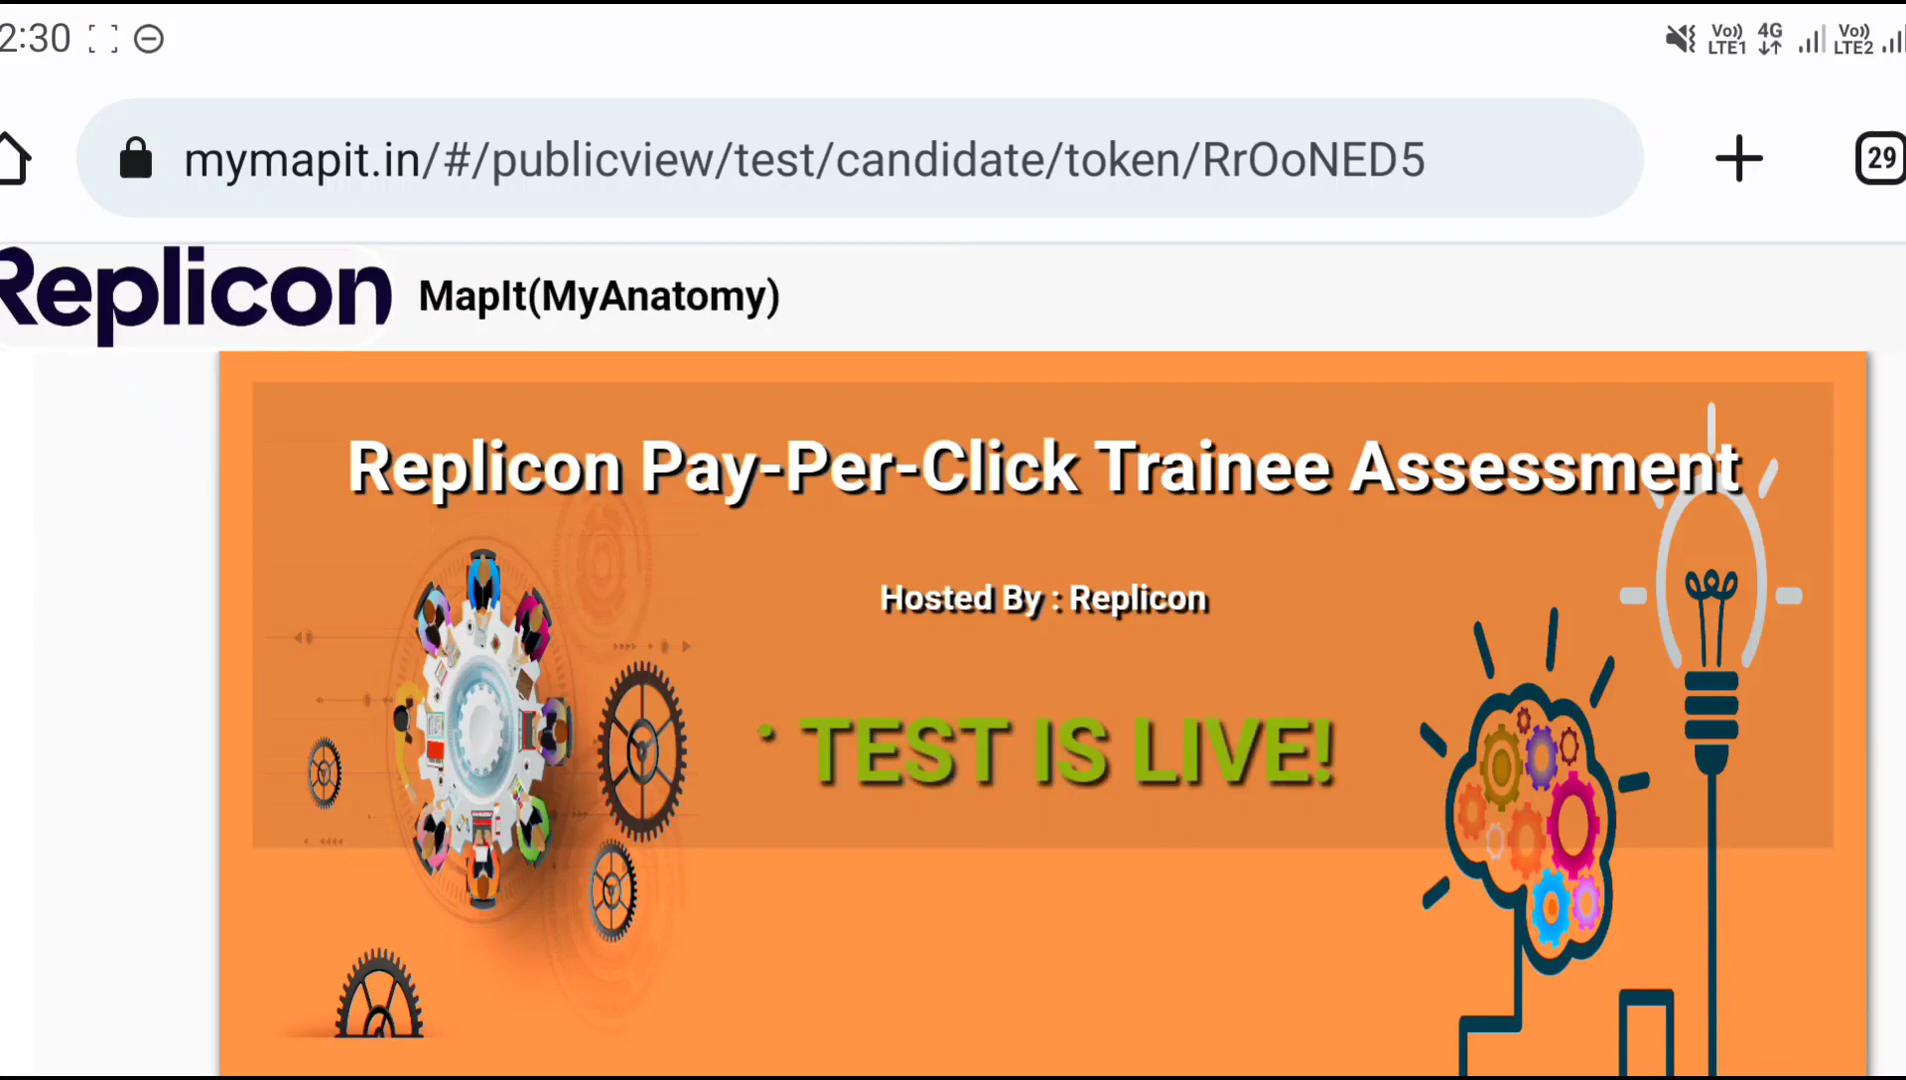 2:30
Vo)) 4G Vo))
LTE1 LTE2
mymapit.in/#/publicview/test/candidate/token/RrOoNED5
29
Replicon MapIt(MyAnatomy)
Replicon Pay-Per-Click Trainee Assessment
Hosted By : Replicon
TEST IS LIVE!